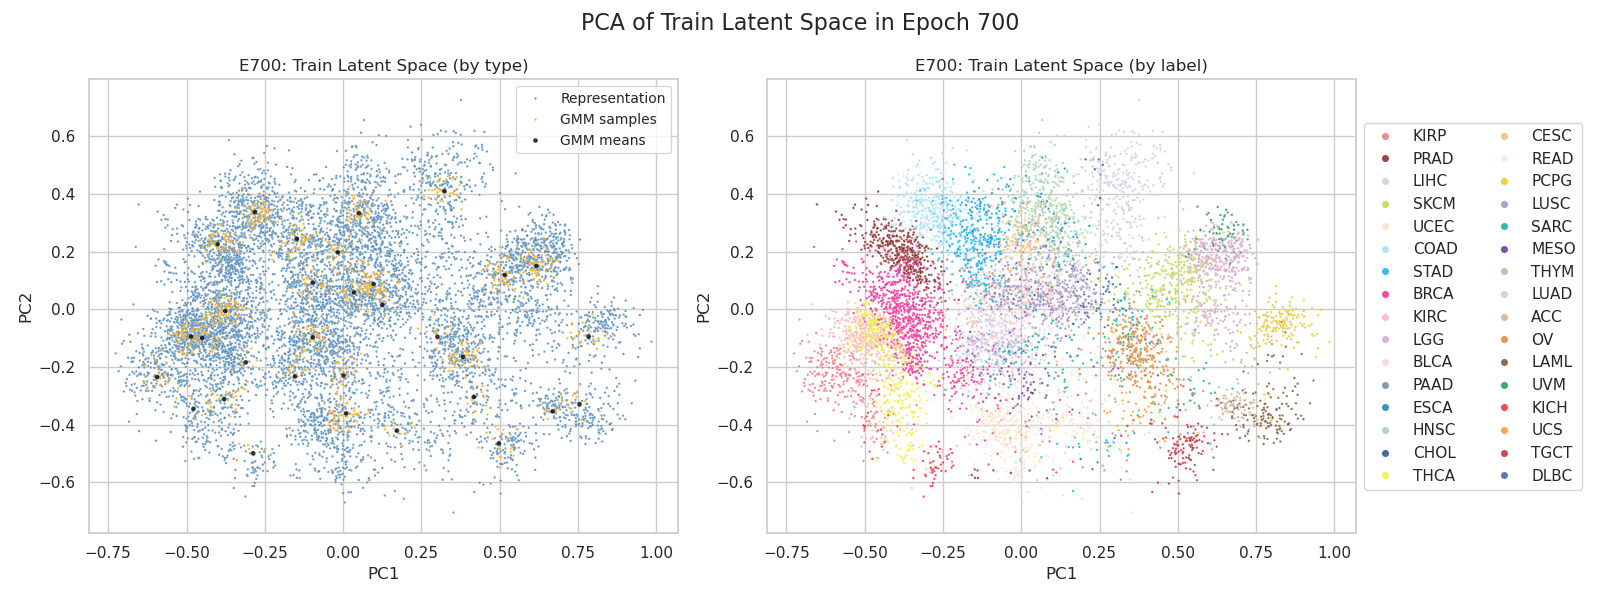 PCA of Train Latent Space in Epoch 700
E700: Train Latent Space (by type)
Representation
GMM samples
GMM means
PC2
0.6
0.4
0.2
0.0
−0.2
−0.4
−0.6
−0.75 −0.50 −0.25 0.00 0.25 0.50 0.75 1.00
PC1
E700: Train Latent Space (by label)
PC2
0.6
0.4
0.2
0.0
−0.2
−0.4
−0.6
−0.75 −0.50 −0.25 0.00 0.25 0.50 0.75 1.00
PC1
KIRP
PRAD
LIHC
SKCM
UCEC
COAD
STAD
BRCA
KIRC
LGG
BLCA
PAAD
ESCA
HNSC
CHOL
THCA
CESC
READ
PCPG
LUSC
SARC
MESO
THYM
LUAD
ACC
OV
LAML
UVM
KICH
UCS
TGCT
DLBC